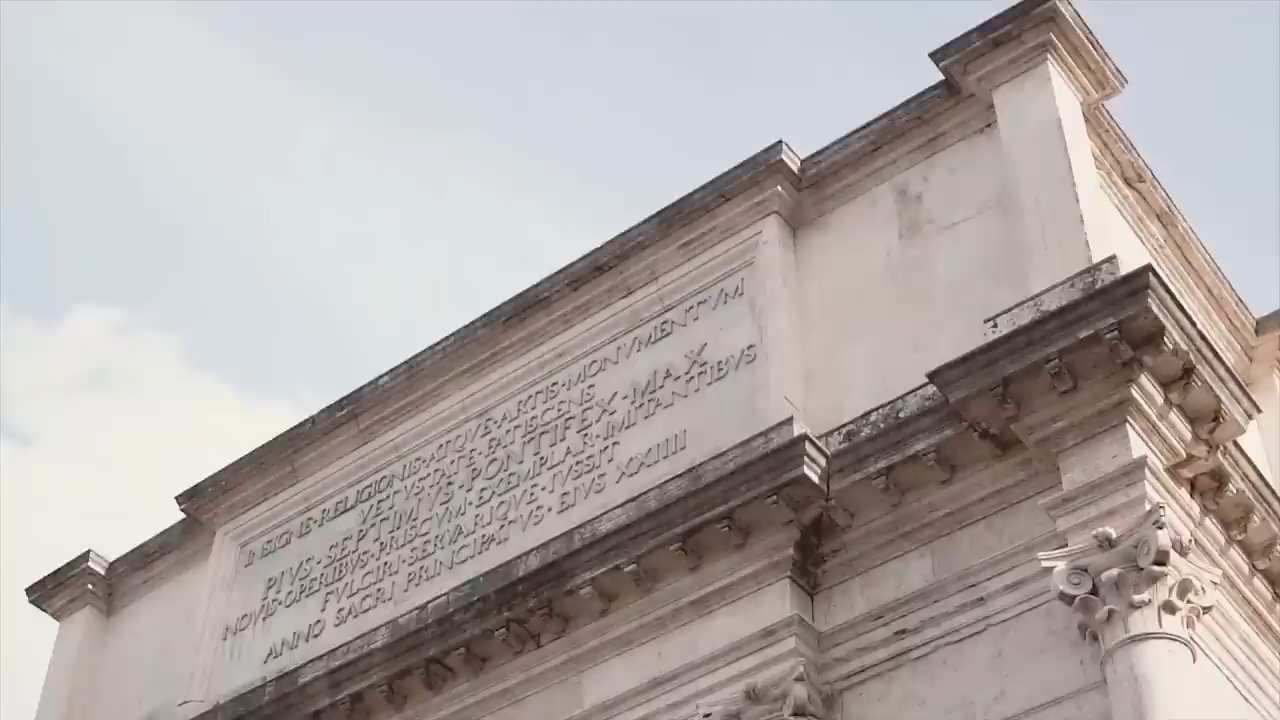 INSIGNE·RELIGIONIS·ATQVE·ARTIS·MONVMENTVM
VETVSTATE·FATISCENS
PIVS·SEPTIMVS·PONTIFEX·MAX
NOVIS·OPERIBVS·PRISCVM·EXEMPLAR·IMITANTIBVS
FVLCIRI·SERVARIQVE·IVSSIT
ANNO SACRI PRINCIPATVS·EIVS XXIIII